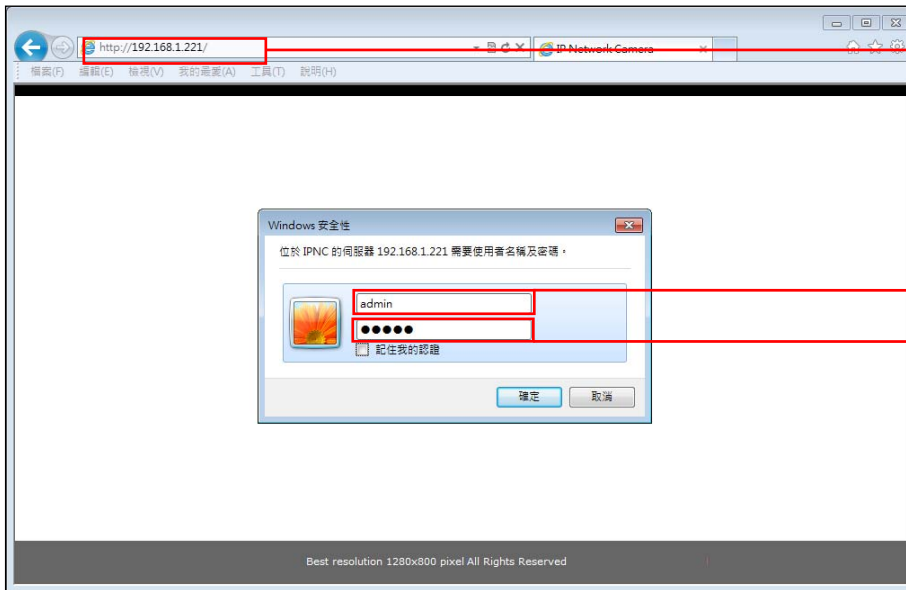 http://192.168.1.221/
IP Network Camera
檔案(F) 編輯(E) 檢視(V) 我的最愛(A) 工具(T) 說明(H)
Windows 安全性
位於 IPNC 的伺服器 192.168.1.221 需要使用者名稱及密碼。
admin
●●●●●
記住我的認證
確定 取消
Best resolution 1280x800 pixel All Rights Reserved